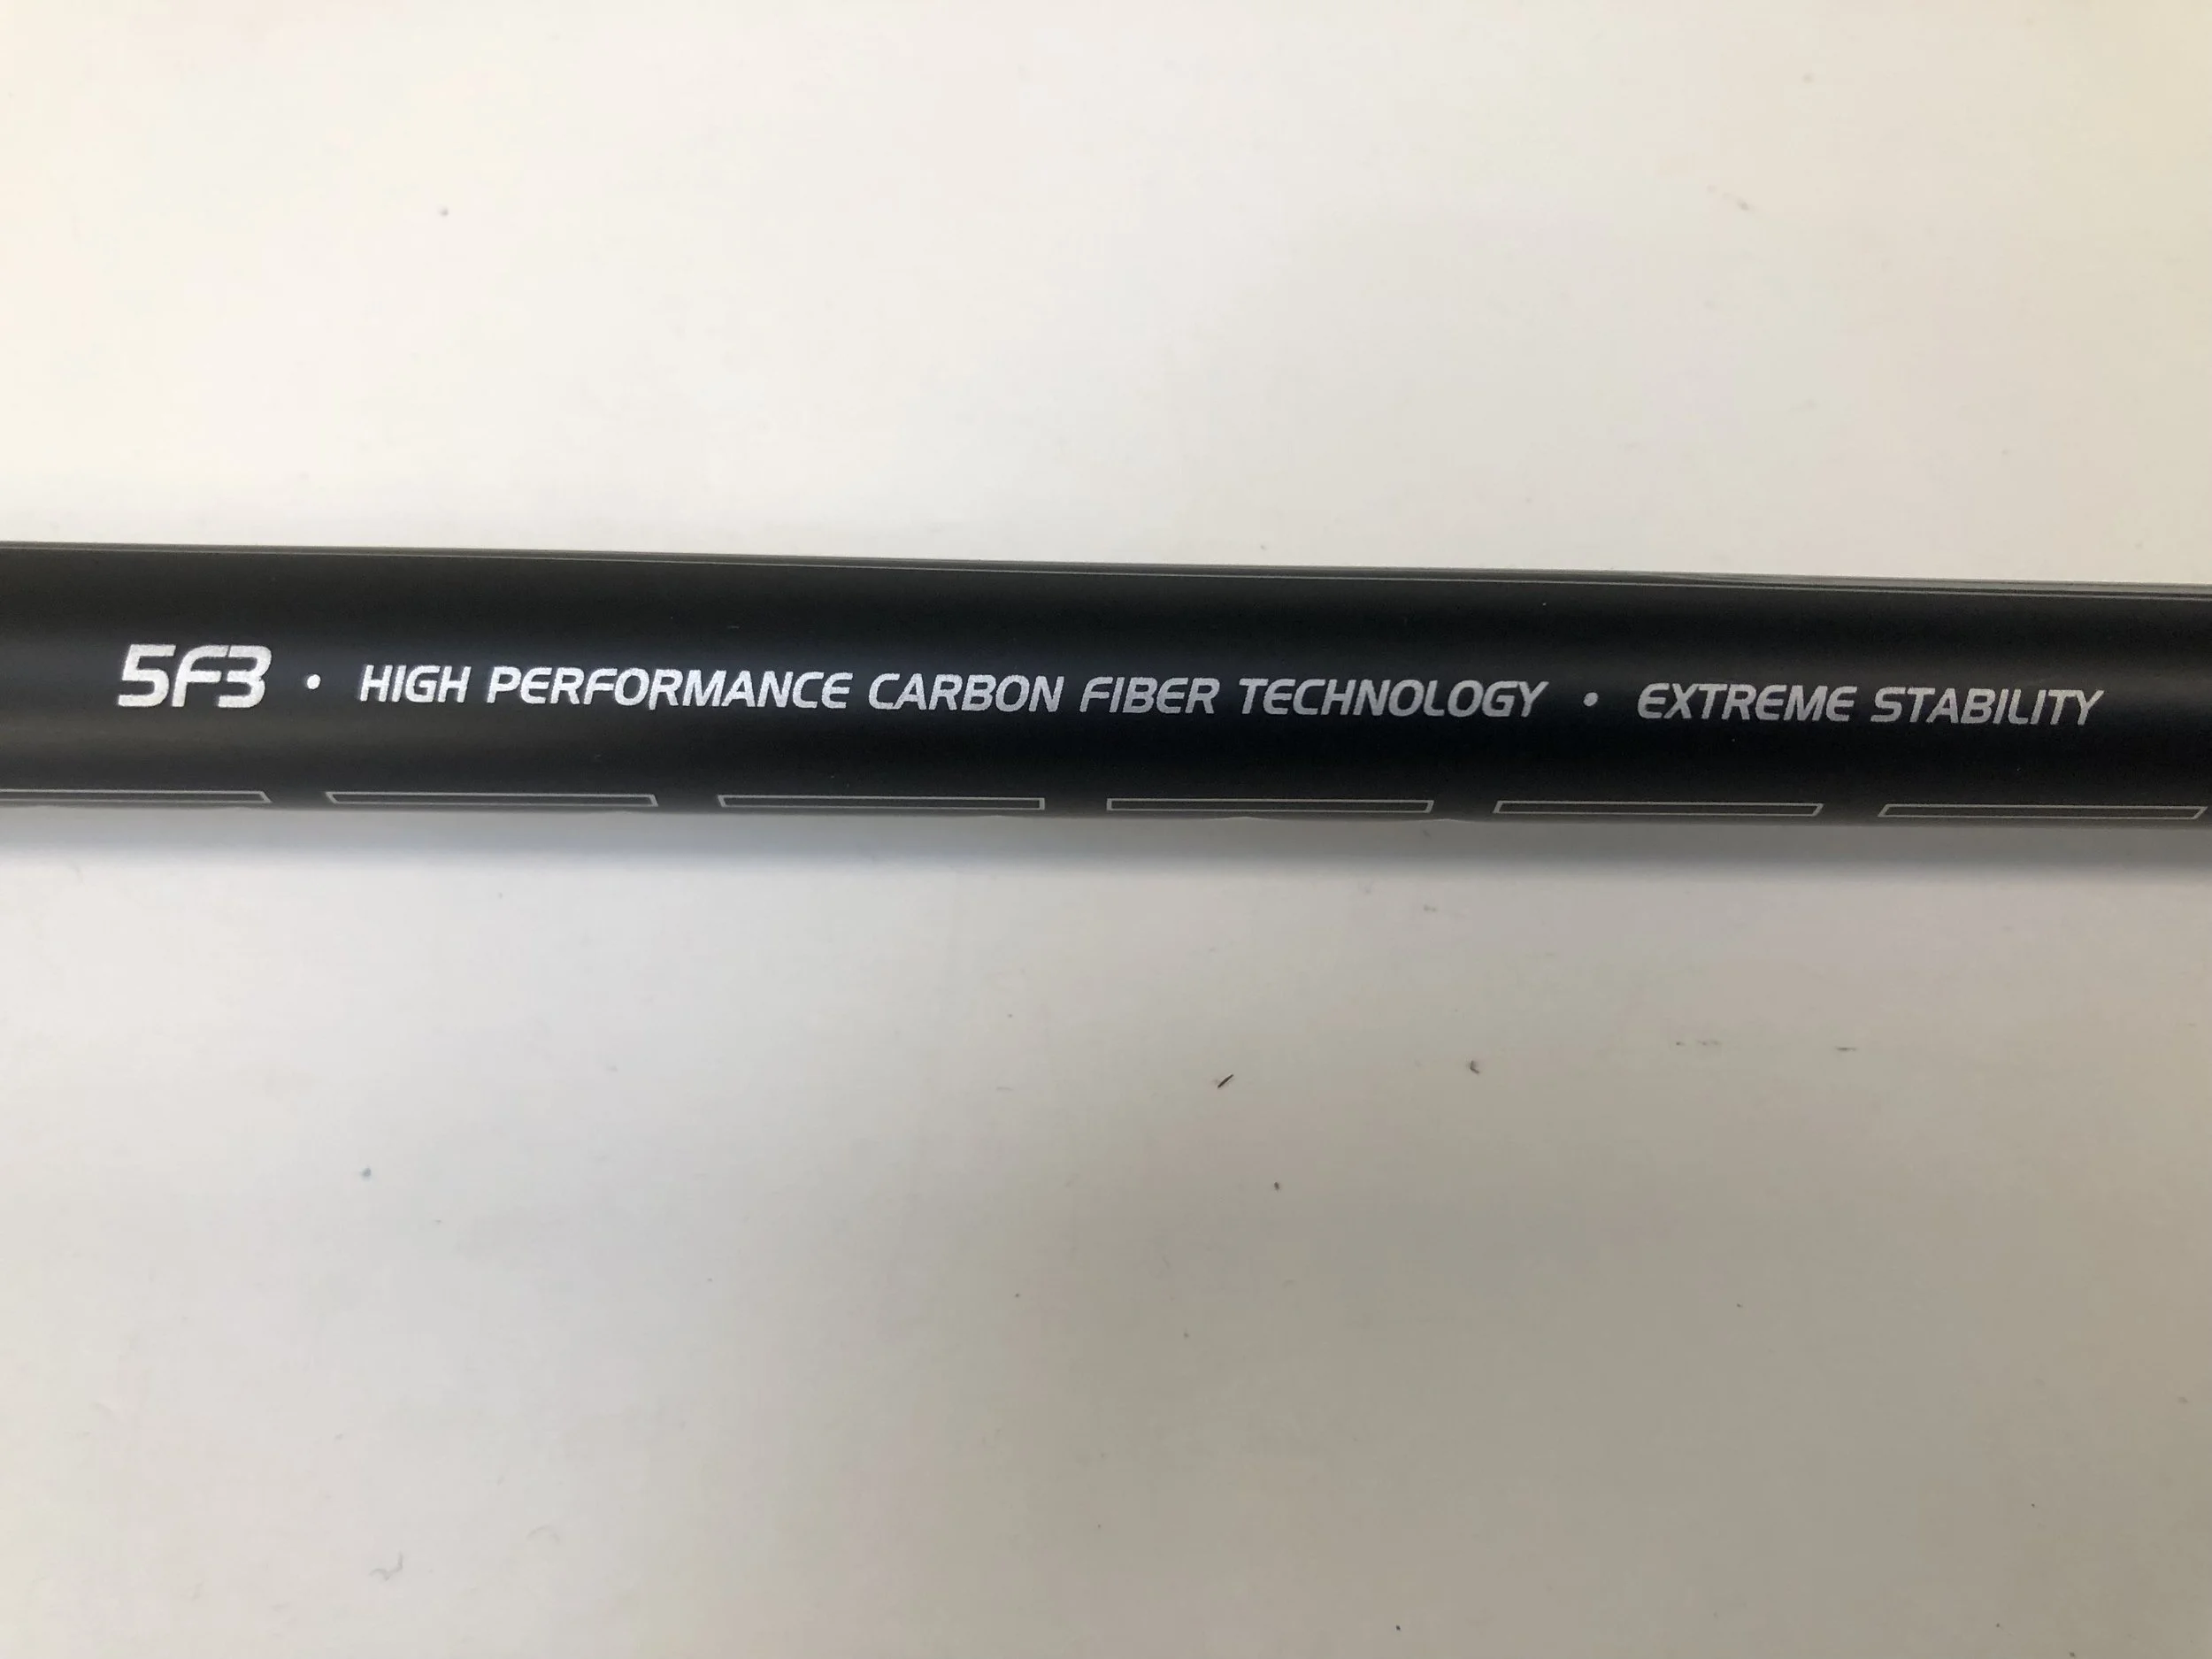 5F3 • HIGH PERFORMANCE CARBON FIBER TECHNOLOGY • EXTREME STABILITY